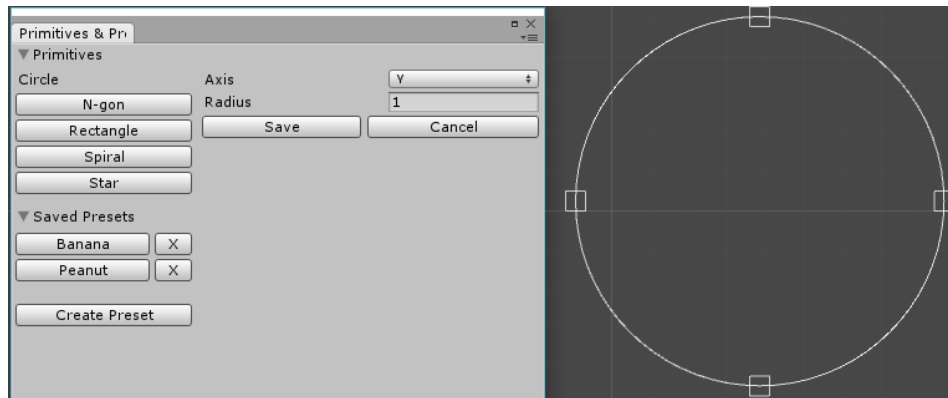 Primitives & Pr
Primitives
Circle
Axis
Y
N-gon
Radius
1
Rectangle
Save
Cancel
Spiral
Star
Saved Presets
Banana
X
Peanut
X
Create Preset